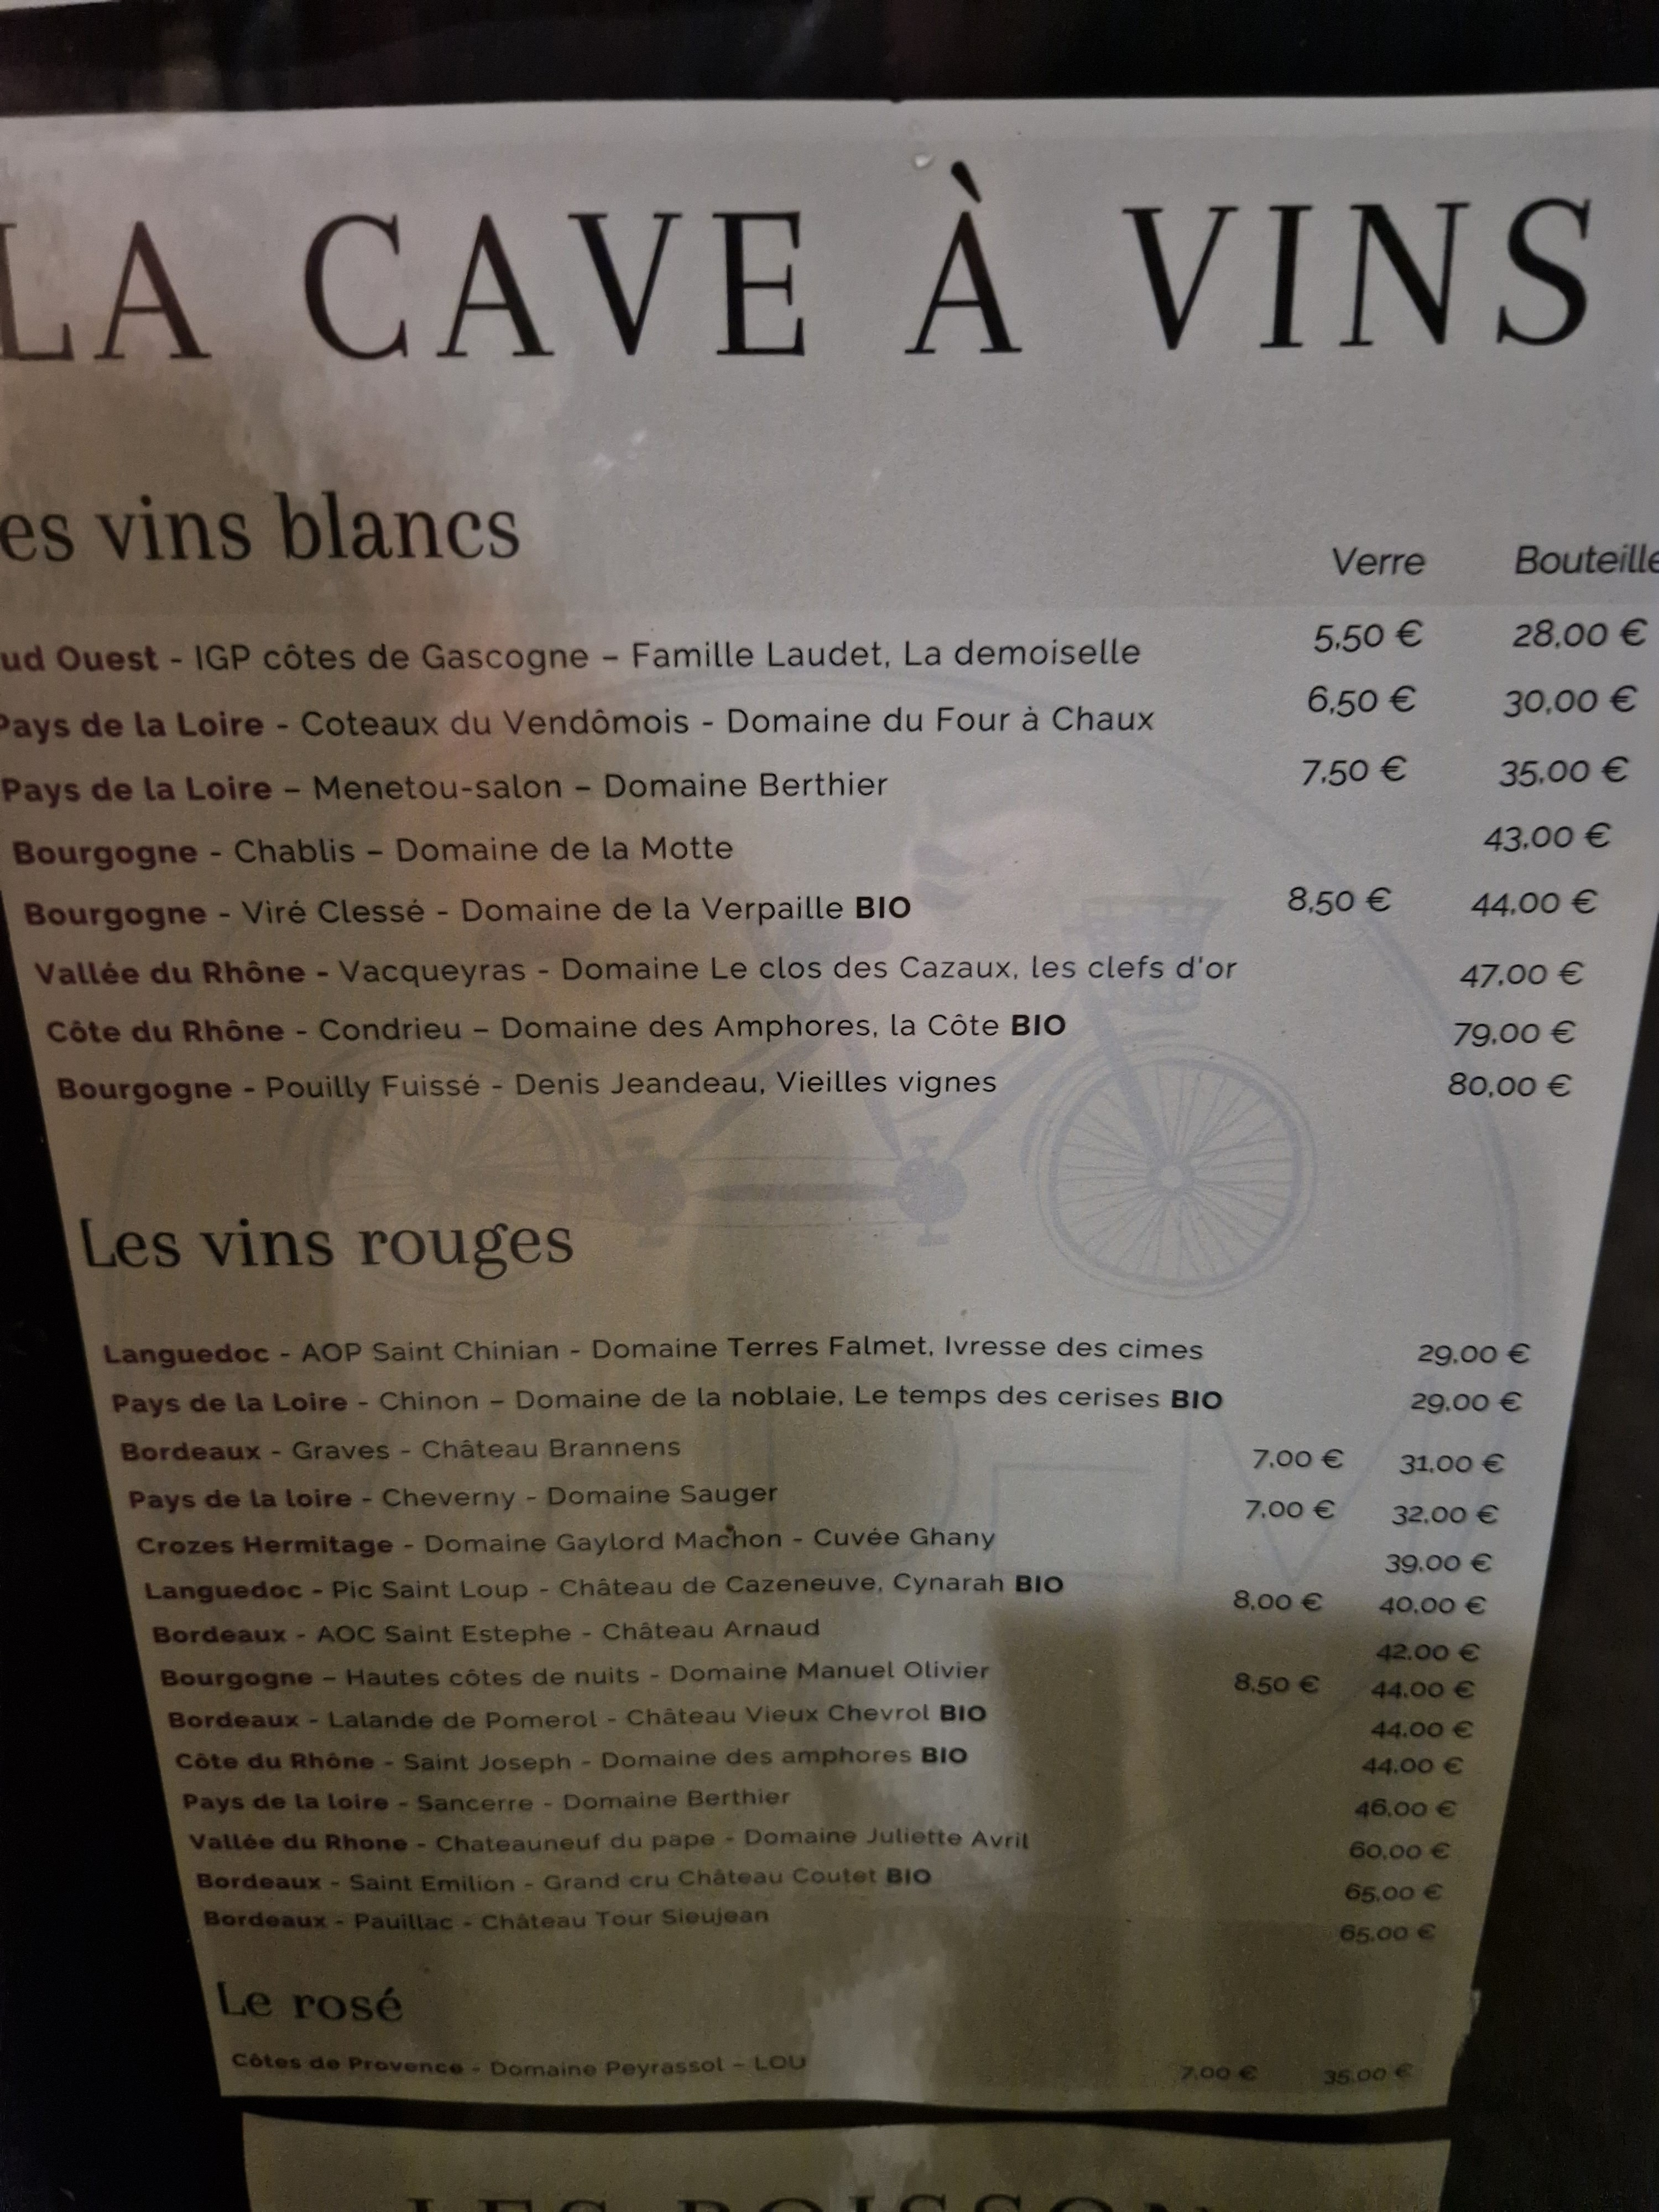 LA CAVE À VINS
es vins blancs
Verre Bouteille
ud Ouest - IGP côtes de Gascogne – Famille Laudet, La demoiselle 5,50 € 28,00 €
Pays de la Loire - Coteaux du Vendômois - Domaine du Four à Chaux 6,50 € 30,00 €
Pays de la Loire – Menetou-salon – Domaine Berthier 7,50 € 35,00 €
Bourgogne - Chablis – Domaine de la Motte 43,00 €
Bourgogne - Viré Clessé - Domaine de la Verpaille BIO 8,50 € 44,00 €
Vallée du Rhône - Vacqueyras - Domaine Le clos des Cazaux, les clefs d'or 47,00 €
Côte du Rhône - Condrieu – Domaine des Amphores, la Côte BIO 79,00 €
Bourgogne - Pouilly Fuissé - Denis Jeandeau, Vieilles vignes 80,00 €
Les vins rouges
Languedoc - AOP Saint Chinian - Domaine Terres Falmet, Ivresse des cimes 29,00 €
Pays de la Loire - Chinon – Domaine de la noblaie, Le temps des cerises BIO 29,00 €
Bordeaux - Graves - Château Brannens 7,00 € 31,00 €
Pays de la loire - Cheverny - Domaine Sauger 7,00 € 32,00 €
Crozes Hermitage - Domaine Gaylord Machon - Cuvée Ghany 39,00 €
Languedoc - Pic Saint Loup - Château de Cazeneuve, Cynarah BIO 8,00 € 40,00 €
Bordeaux - AOC Saint Estephe - Château Arnaud 42,00 €
Bourgogne – Hautes côtes de nuits - Domaine Manuel Olivier 8,50 € 44,00 €
Bordeaux - Lalande de Pomerol - Château Vieux Chevrol BIO 44,00 €
Côte du Rhône - Saint Joseph - Domaine des amphores BIO 44,00 €
Pays de la loire - Sancerre - Domaine Berthier 46,00 €
Vallée du Rhone - Chateauneuf du pape - Domaine Juliette Avril 60,00 €
Bordeaux - Saint Emilion - Grand cru Château Coutet BIO 65,00 €
Bordeaux - Pauillac - Château Tour Sieujean 65,00 €
Le rosé
Côtes de Provence - Domaine Peyrassol – LOU 7,00 € 35,00 €
LES BOISSON